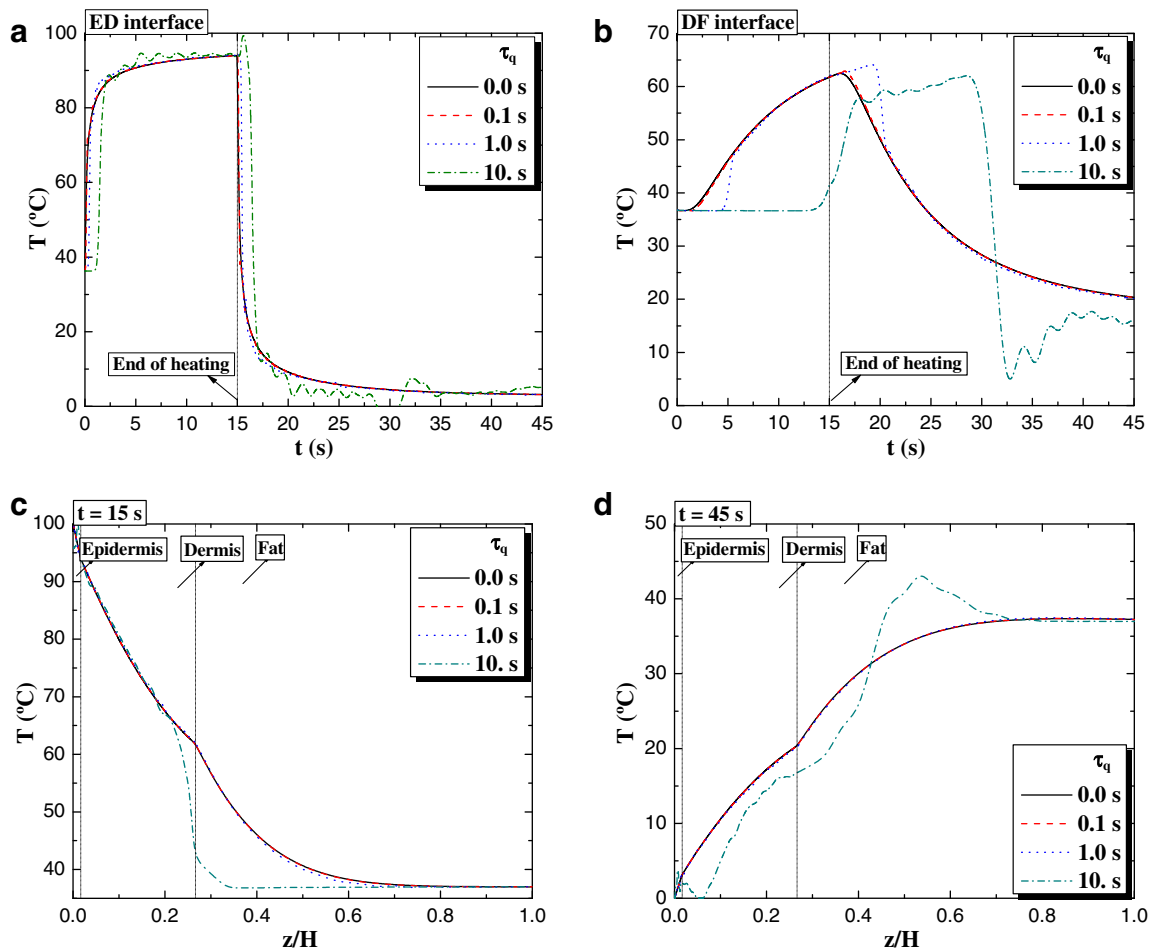 a
ED interface
T (ºC)
100
80
60
40
20
0
τq
0.0 s
0.1 s
1.0 s
10. s
End of heating
0 5 10 15 20 25 30 35 40 45
t (s)
b
DF interface
T (ºC)
70
60
50
40
30
20
10
0
τq
0.0 s
0.1 s
1.0 s
10. s
End of heating
0 5 10 15 20 25 30 35 40 45
t (s)
c
t = 15 s
T (ºC)
100
90
80
70
60
50
40
Epidermis
Dermis
Fat
τq
0.0 s
0.1 s
1.0 s
10. s
0.0 0.2 0.4 0.6 0.8 1.0
z/H
d
t = 45 s
T (ºC)
50
40
30
20
10
0
Epidermis
Dermis
Fat
τq
0.0 s
0.1 s
1.0 s
10. s
0.0 0.2 0.4 0.6 0.8 1.0
z/H